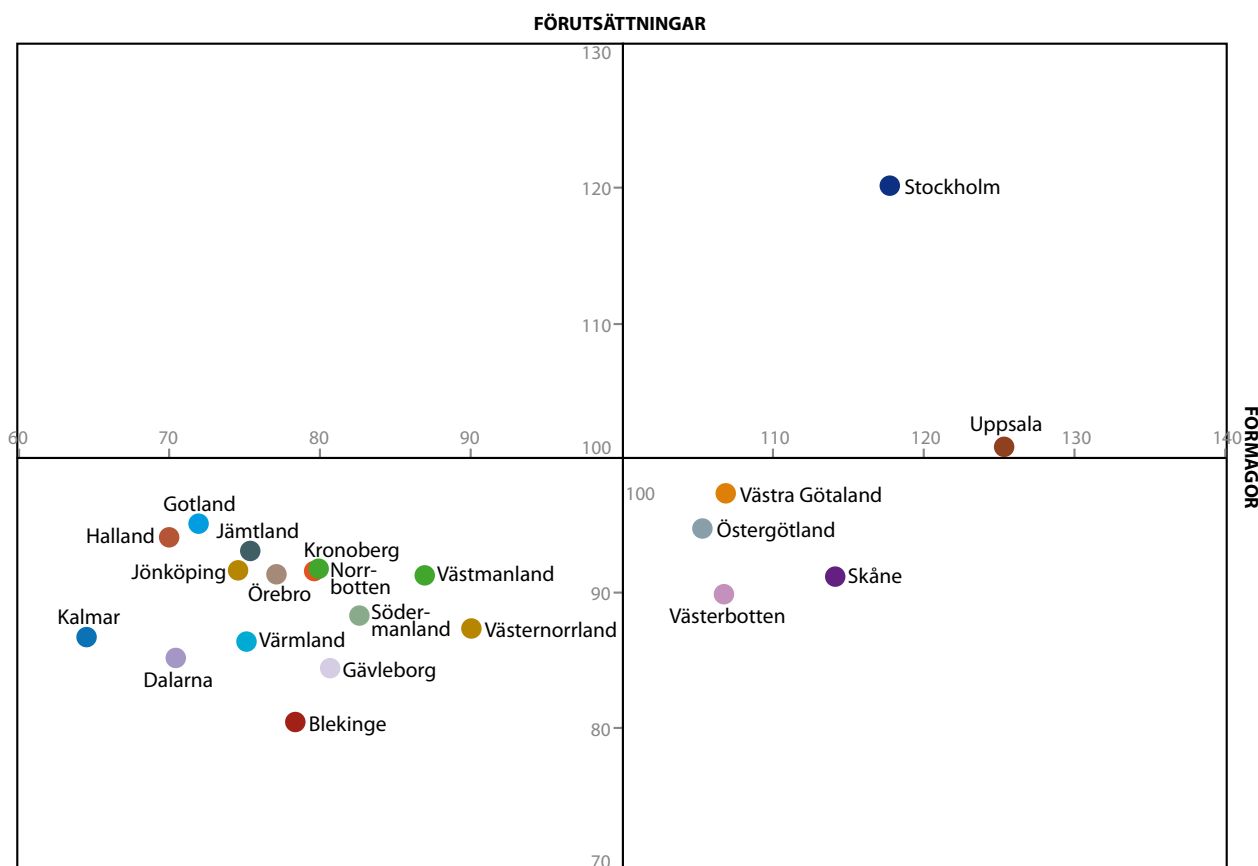 FÖRUTSÄTTNINGAR
130
120
Stockholm
110
Uppsala
60
70
80
90
100
110
120
130
140
FÖRMÅGOR
100
Västra Götaland
Gotland
Östergötland
Halland
Jämtland
Kronoberg
Jönköping
Norr-
botten
Västmanland
Skåne
Örebro
90
Kalmar
Söder-
manland
Västerbotten
Värmland
Västernorrland
Dalarna
Gävleborg
Blekinge
80
70